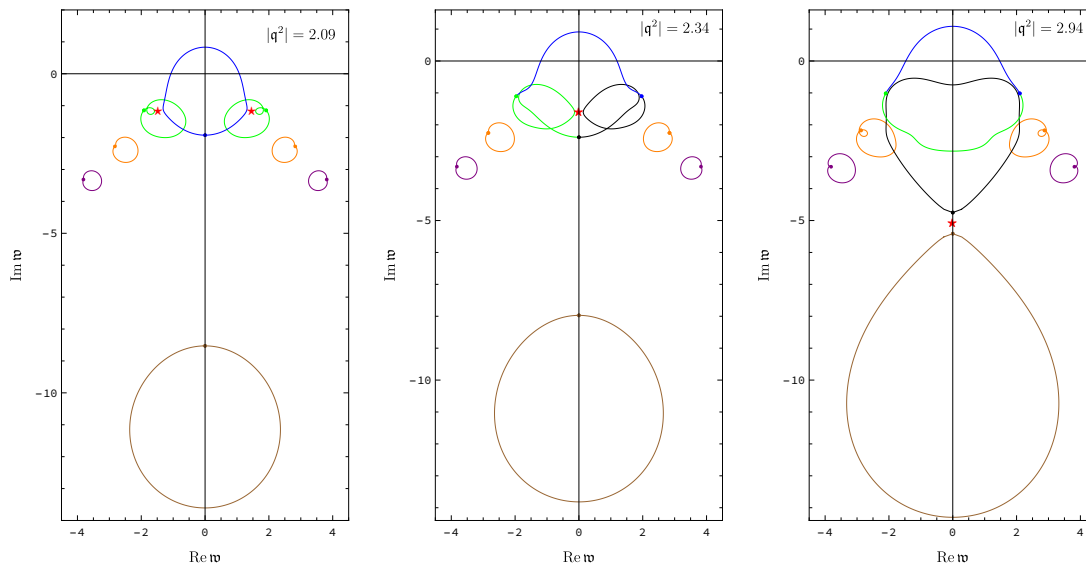 |𝔮²| = 2.09
0
−5
−10
−4
−2
0
2
4
Im 𝔴
Re 𝔴
|𝔮²| = 2.34
0
−5
−10
−4
−2
0
2
4
Im 𝔴
Re 𝔴
|𝔮²| = 2.94
0
−5
−10
−4
−2
0
2
4
Im 𝔴
Re 𝔴